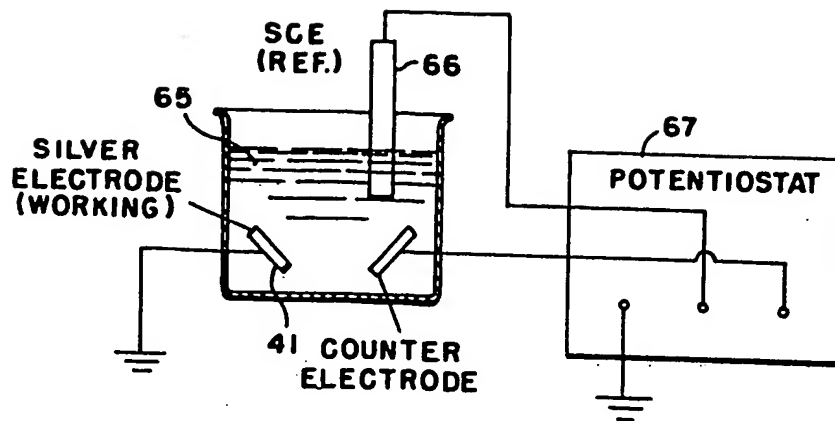 SCE
(REF.)
66
65
67
SILVER
ELECTRODE
(WORKING)
POTENTIOSTAT
41
COUNTER
ELECTRODE